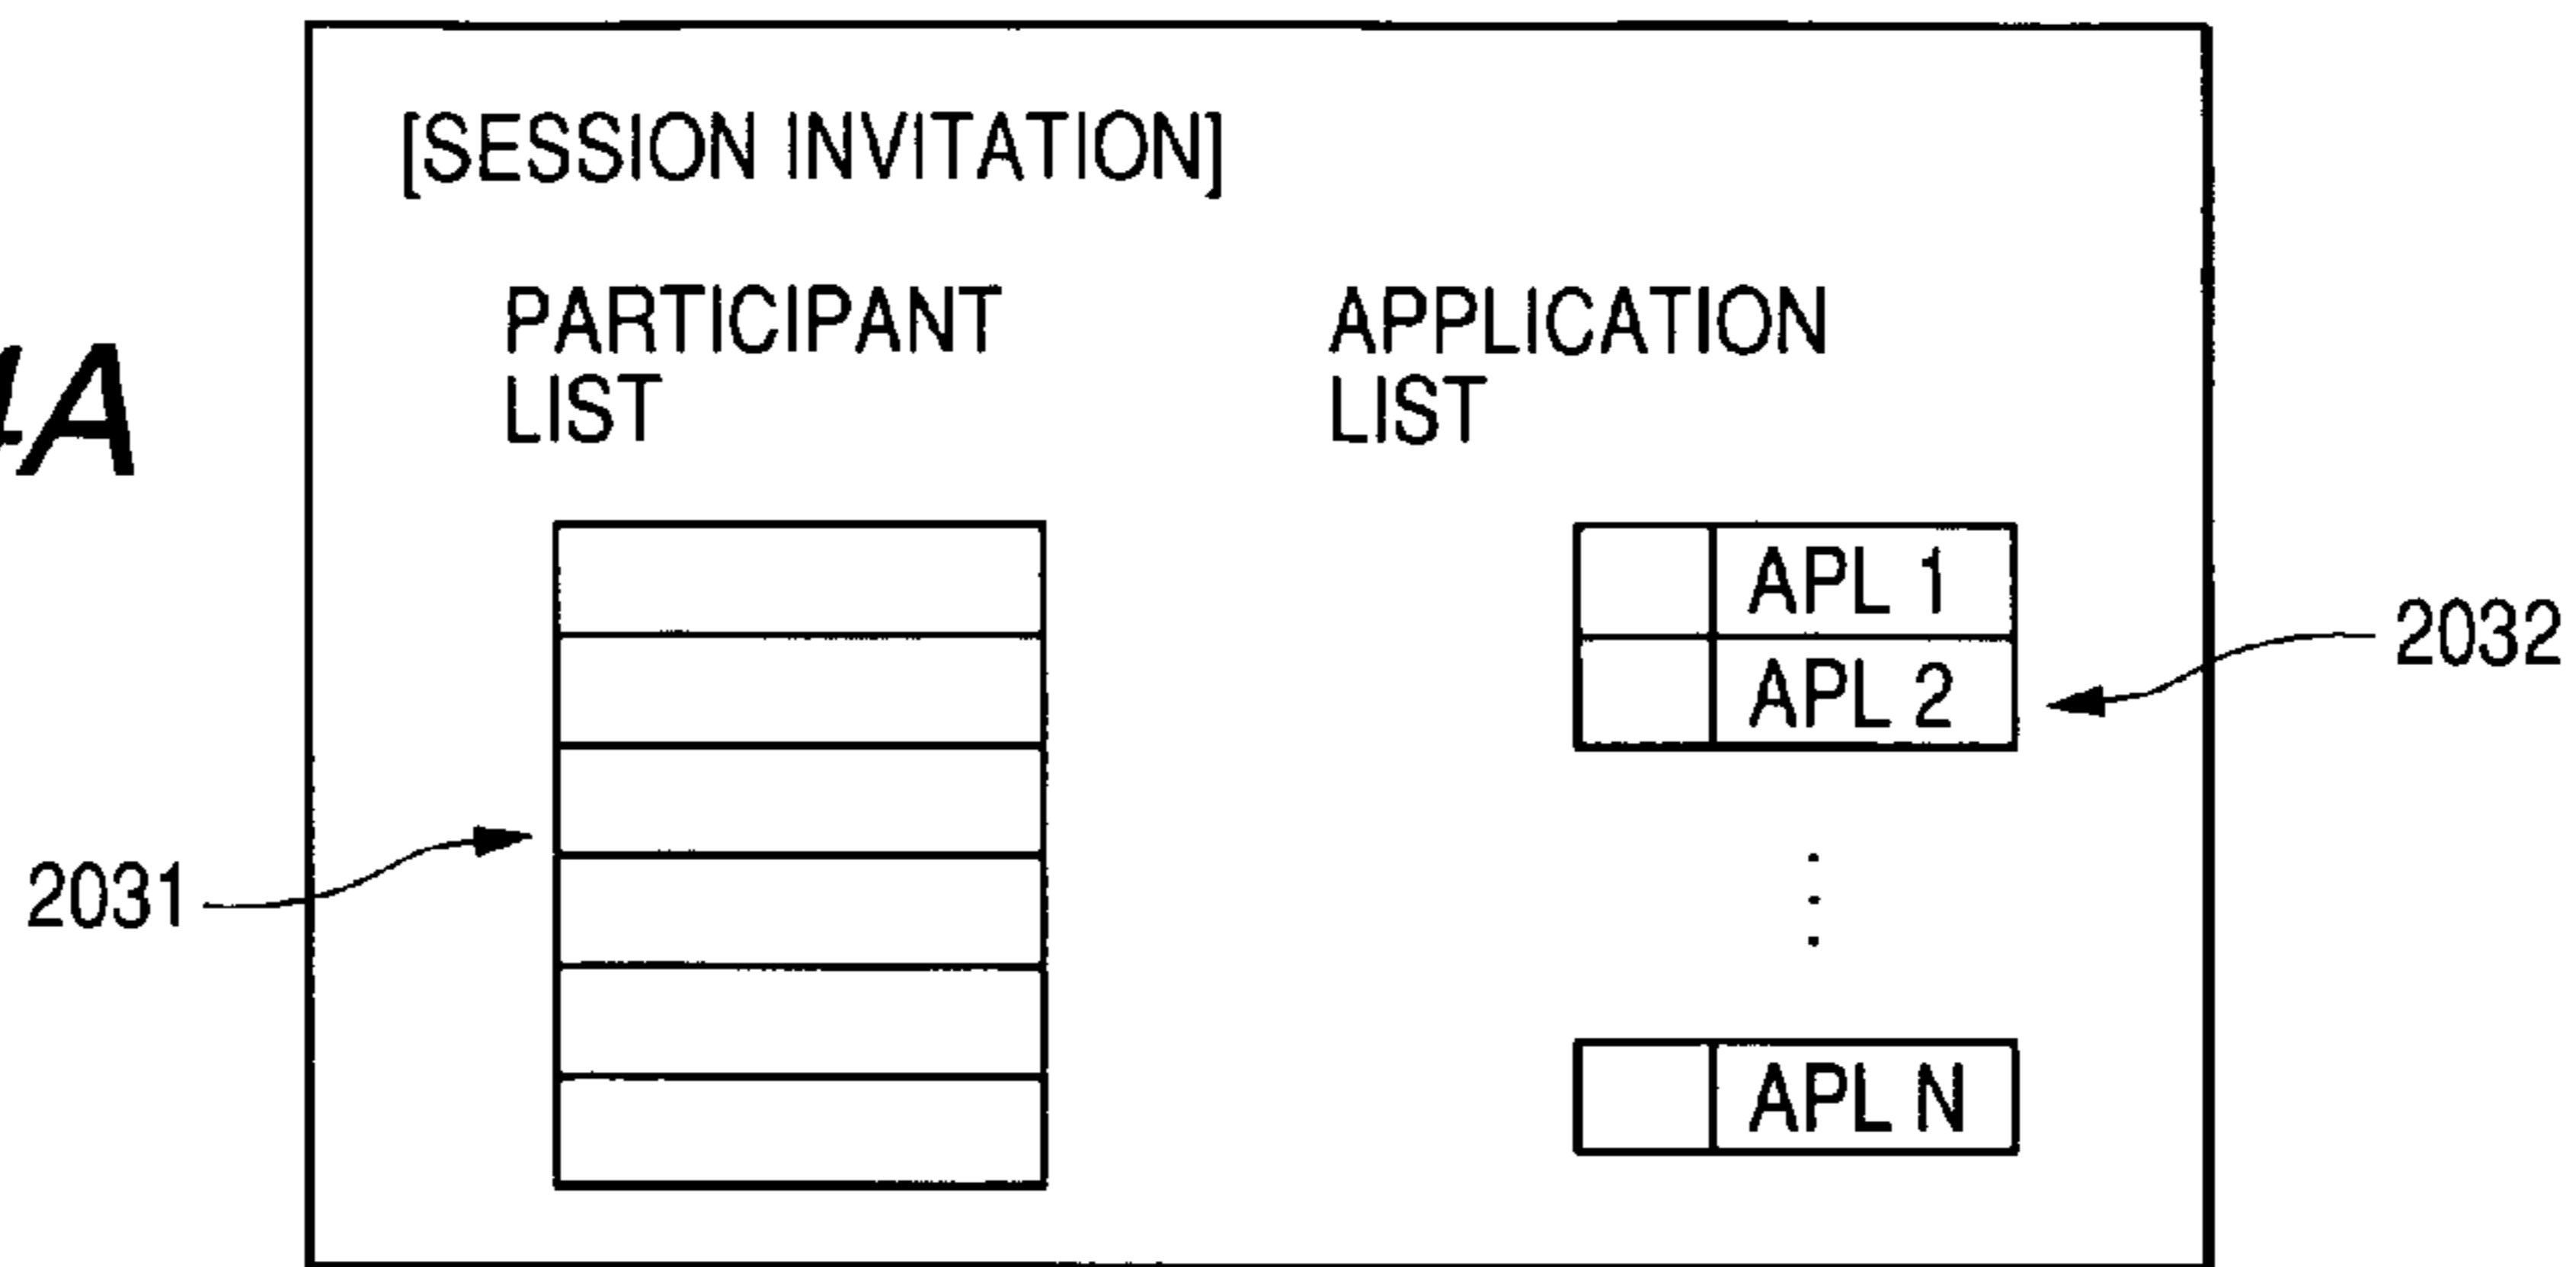 [SESSION INVITATION]
PARTICIPANT
LIST
APPLICATION
LIST
4A
APL 1
APL 2
2032
2031
APL N